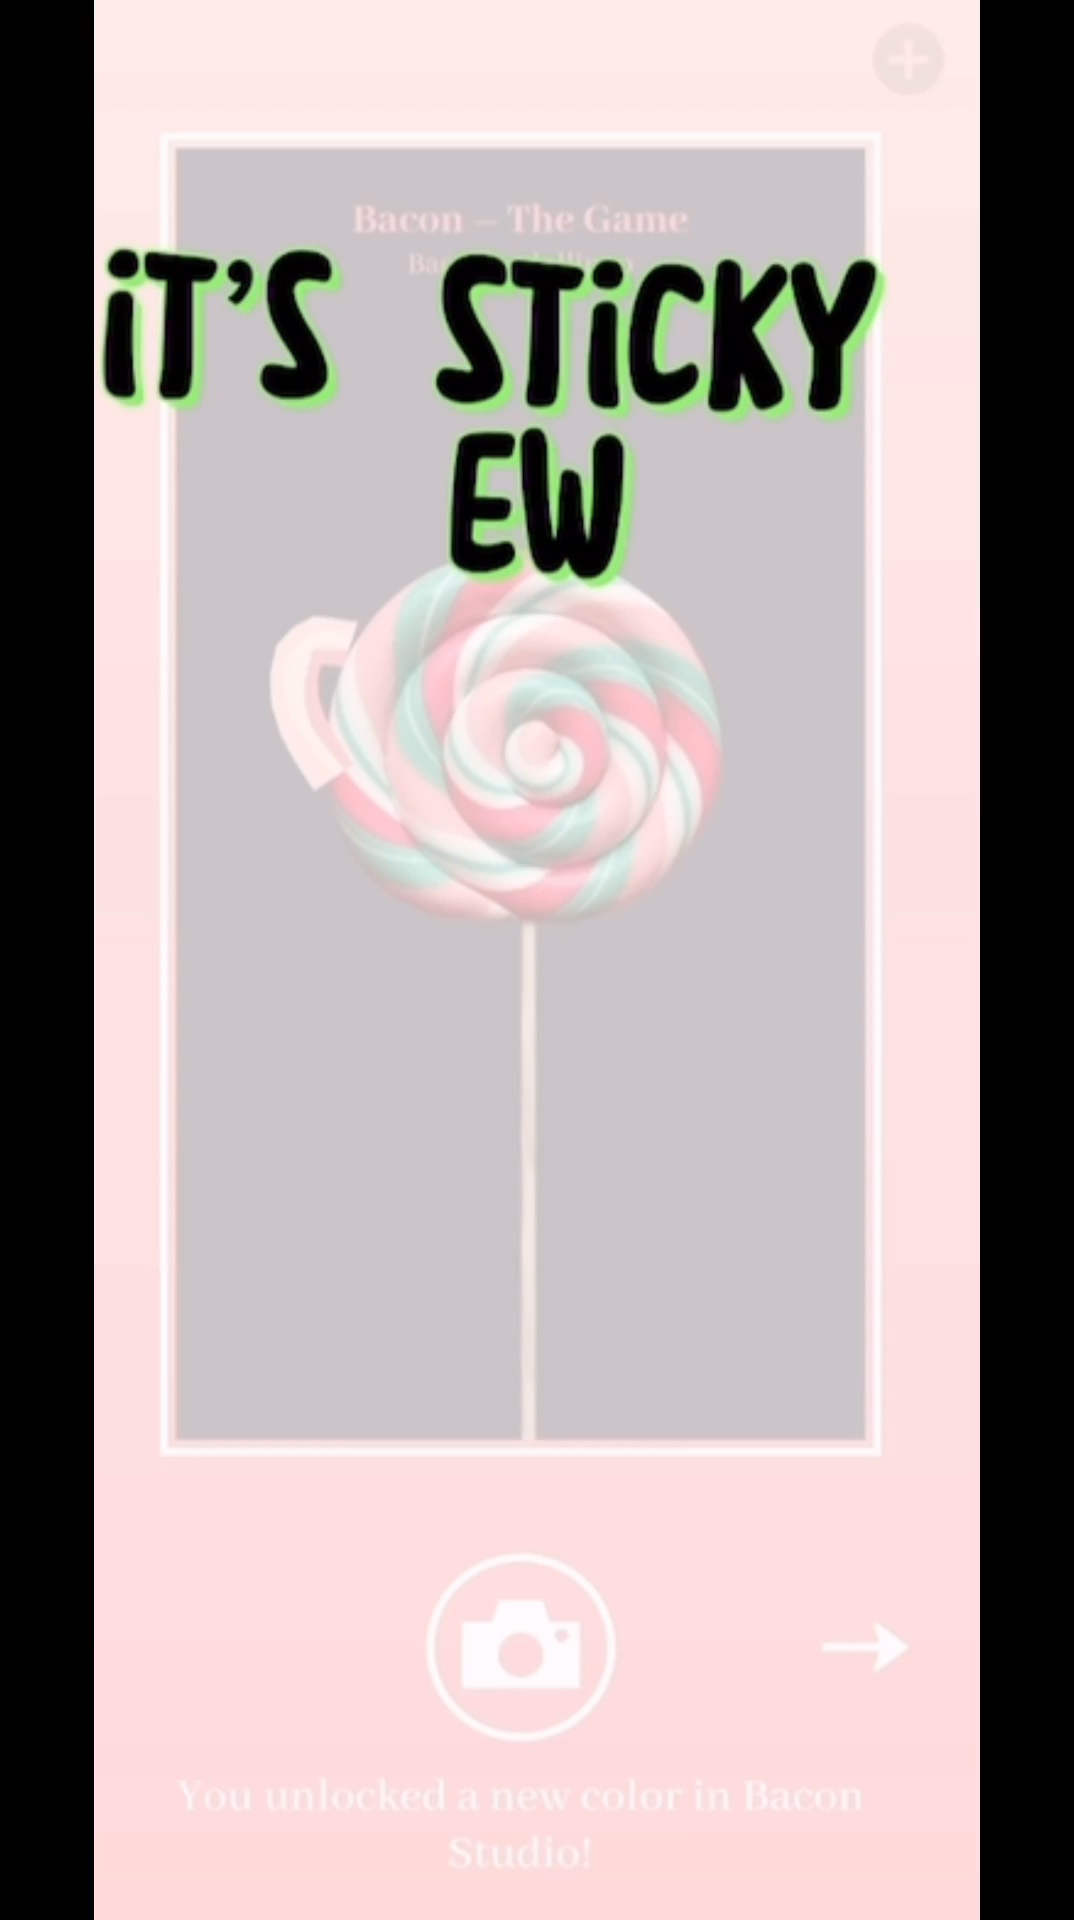 Bacon – The Game
iT'S STiCKY
EW
You unlocked a new color in Bacon
Studio!